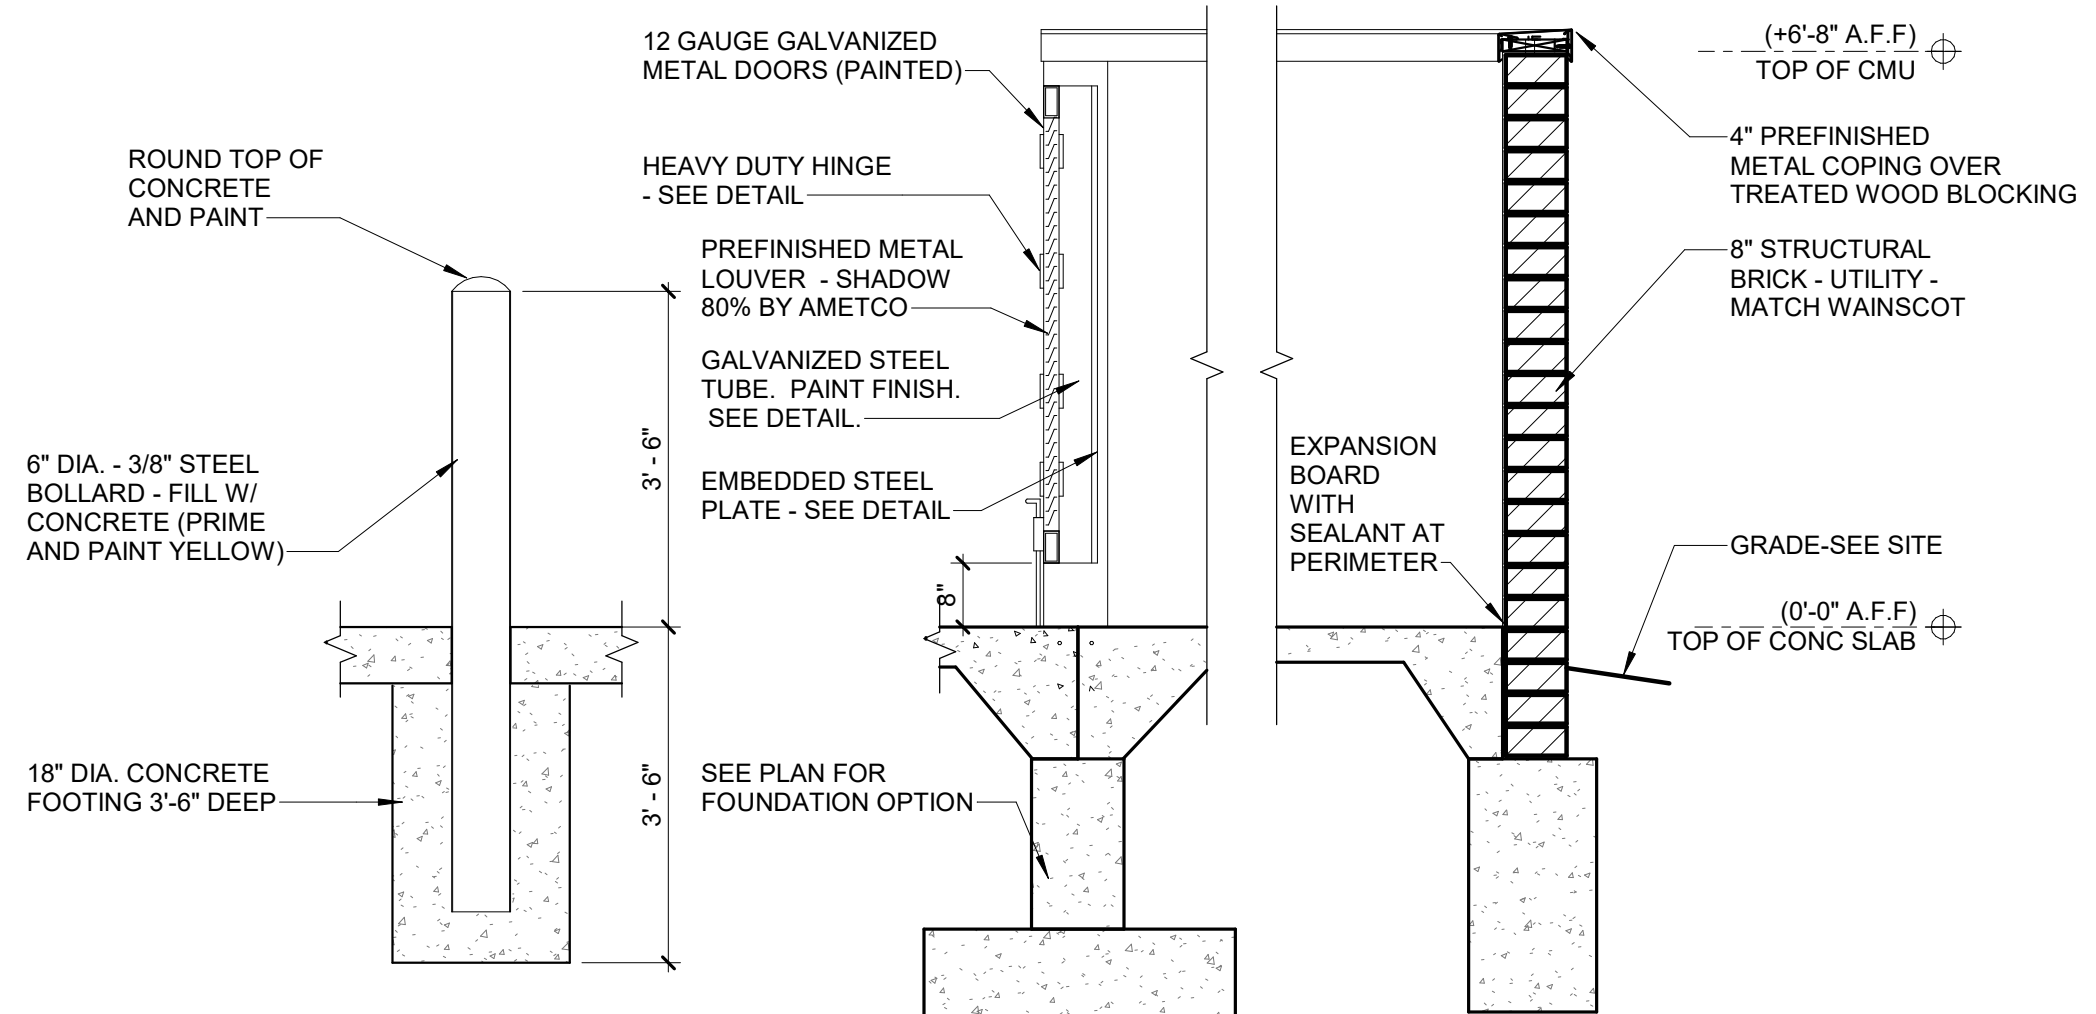 ROUND TOP OF
CONCRETE
AND PAINT
6" DIA. - 3/8" STEEL
BOLLARD - FILL W/
CONCRETE (PRIME
AND PAINT YELLOW)
18" DIA. CONCRETE
FOOTING 3'-6" DEEP
3' - 6"
3' - 6"
12 GAUGE GALVANIZED
METAL DOORS (PAINTED)
HEAVY DUTY HINGE
- SEE DETAIL
PREFINISHED METAL
LOUVER - SHADOW
80% BY AMETCO
GALVANIZED STEEL
TUBE. PAINT FINISH.
SEE DETAIL.
EMBEDDED STEEL
PLATE - SEE DETAIL
8"
SEE PLAN FOR
FOUNDATION OPTION
EXPANSION
BOARD
WITH
SEALANT AT
PERIMETER
(+6'-8" A.F.F)
TOP OF CMU
4" PREFINISHED
METAL COPING OVER
TREATED WOOD BLOCKING
8" STRUCTURAL
BRICK - UTILITY -
MATCH WAINSCOT
GRADE-SEE SITE
(0'-0" A.F.F)
TOP OF CONC SLAB